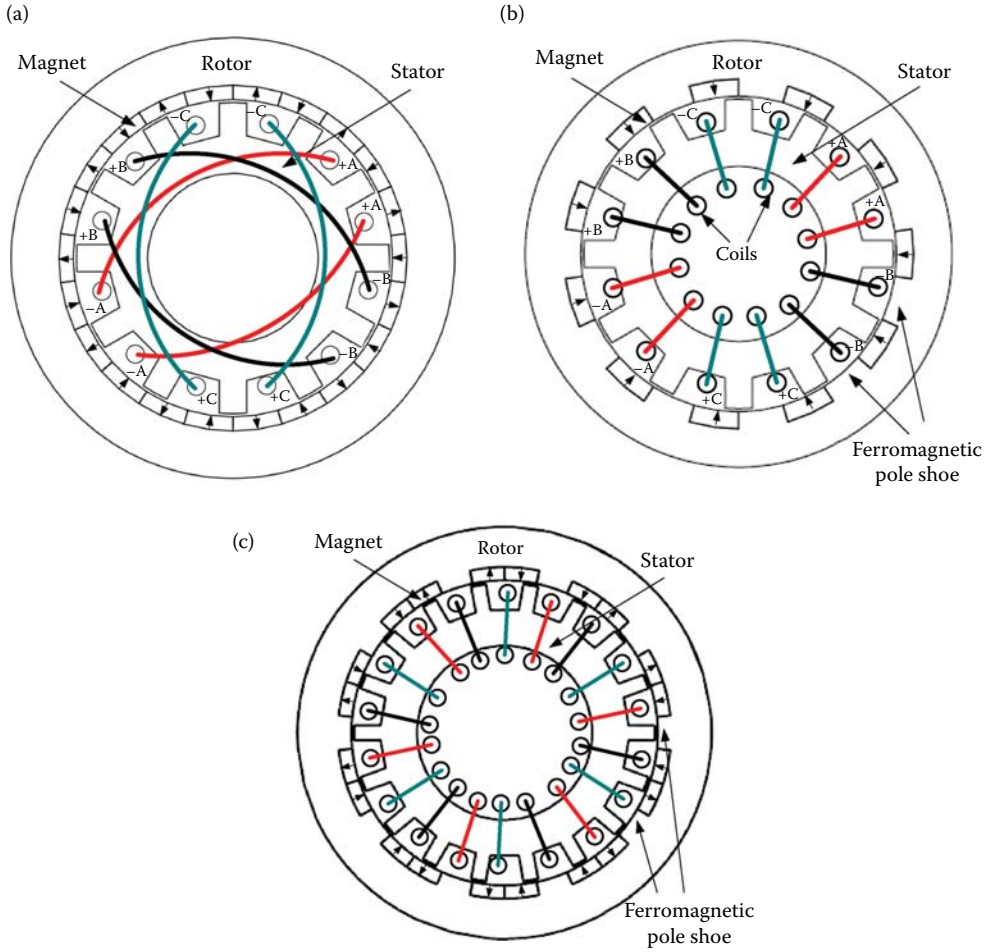 (a)
Magnet
Rotor
Stator
–C
–C
+B
+A
+B
+A
–A
–B
–A
–B
+C
+C
(b)
Magnet
Rotor
Stator
–C
–C
+B
+A
+B
+A
Coils
–A
–B
–A
–B
+C
+C
Ferromagnetic
pole shoe
(c)
Magnet
Rotor
Stator
Ferromagnetic
pole shoe